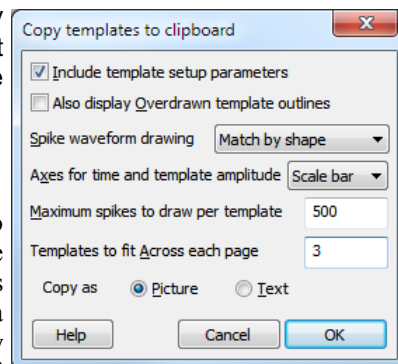 Copy templates to clipboard
Include template setup parameters
Also display Overdrawn template outlines
Spike waveform drawing Match by shape
Axes for time and template amplitude Scale bar
Maximum spikes to draw per template 500
Templates to fit Across each page 3
Copy as Picture Text
Help Cancel OK